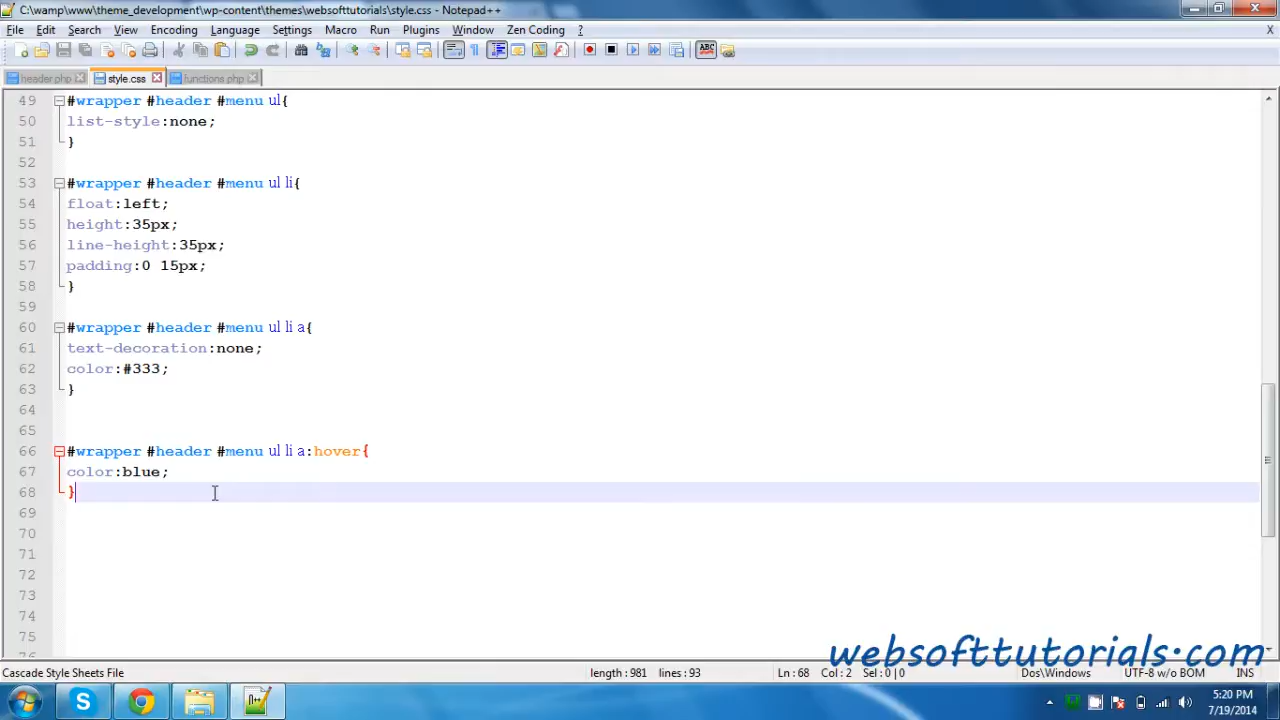 C:\wamp\www\theme_development\wp-content\themes\websofttutorials\style.css - Notepad++
File Edit Search View Encoding Language Settings Macro Run Plugins Window Zen Coding ? X
header.php style.css functions.php
49 #wrapper #header #menu ul{
50 list-style:none;
51 }
52
53 #wrapper #header #menu ul li{
54 float:left;
55 height:35px;
56 line-height:35px;
57 padding:0 15px;
58 }
59
60 #wrapper #header #menu ul li a{
61 text-decoration:none;
62 color:#333;
63 }
64
65
66 #wrapper #header #menu ul li a:hover{
67 color:blue;
68 }
69
70
71
72
73
74
75
76
websofttutorials.com
Cascade Style Sheets File length : 981 lines : 93 Ln : 68 Col : 2 Sel : 0 | 0 Dos\Windows UTF-8 w/o BOM INS
5:20 PM
7/19/2014